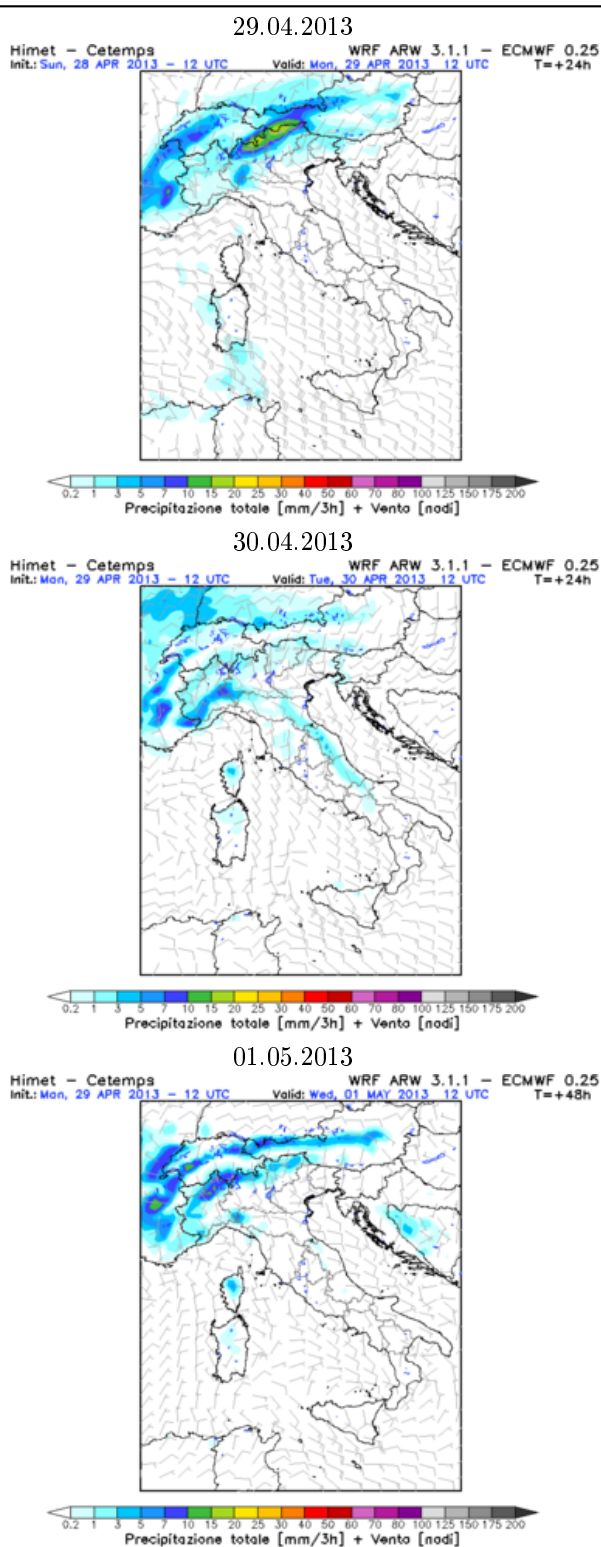 29.04.2013
Himet – Cetemps WRF ARW 3.1.1 – ECMWF 0.25
Init.: Sun, 28 APR 2013 – 12 UTC Valid: Mon, 29 APR 2013 12 UTC T=+24h
0.2 1 3 5 7 10 15 20 25 30 40 50 60 70 80 100 125 150 175 200
Precipitazione totale [mm/3h] + Vento [nodi]
30.04.2013
Himet – Cetemps WRF ARW 3.1.1 – ECMWF 0.25
Init.: Mon, 29 APR 2013 – 12 UTC Valid: Tue, 30 APR 2013 12 UTC T=+24h
0.2 1 3 5 7 10 15 20 25 30 40 50 60 70 80 100 125 150 175 200
Precipitazione totale [mm/3h] + Vento [nodi]
01.05.2013
Himet – Cetemps WRF ARW 3.1.1 – ECMWF 0.25
Init.: Mon, 29 APR 2013 – 12 UTC Valid: Wed, 01 MAY 2013 12 UTC T=+48h
0.2 1 3 5 7 10 15 20 25 30 40 50 60 70 80 100 125 150 175 200
Precipitazione totale [mm/3h] + Vento [nodi]